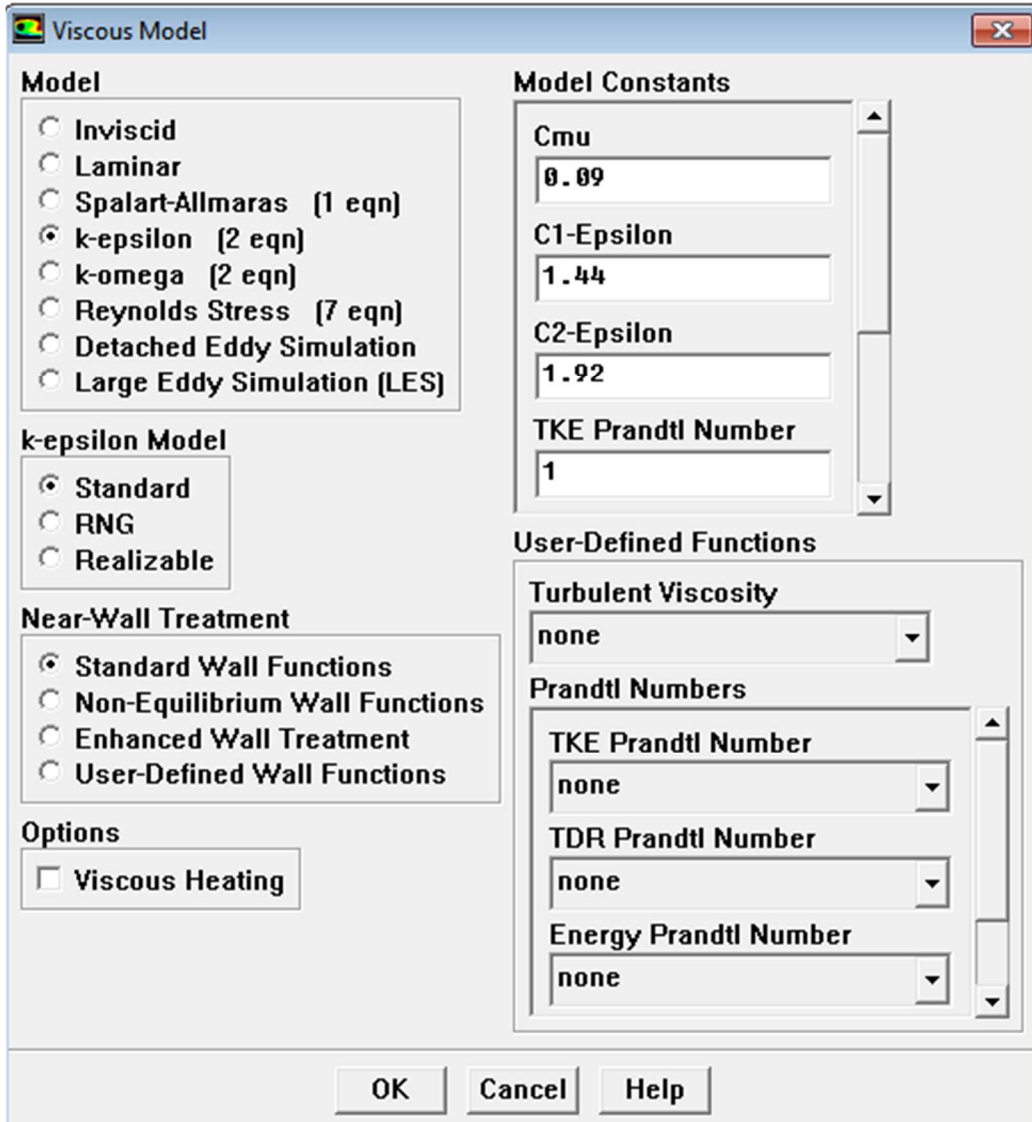 Viscous Model
Model
Inviscid
Laminar
Spalart-Allmaras (1 eqn)
k-epsilon (2 eqn)
k-omega (2 eqn)
Reynolds Stress (7 eqn)
Detached Eddy Simulation
Large Eddy Simulation (LES)
k-epsilon Model
Standard
RNG
Realizable
Near-Wall Treatment
Standard Wall Functions
Non-Equilibrium Wall Functions
Enhanced Wall Treatment
User-Defined Wall Functions
Options
Viscous Heating
Model Constants
Cmu
0.09
C1-Epsilon
1.44
C2-Epsilon
1.92
TKE Prandtl Number
1
User-Defined Functions
Turbulent Viscosity
none
Prandtl Numbers
TKE Prandtl Number
none
TDR Prandtl Number
none
Energy Prandtl Number
none
OK Cancel Help